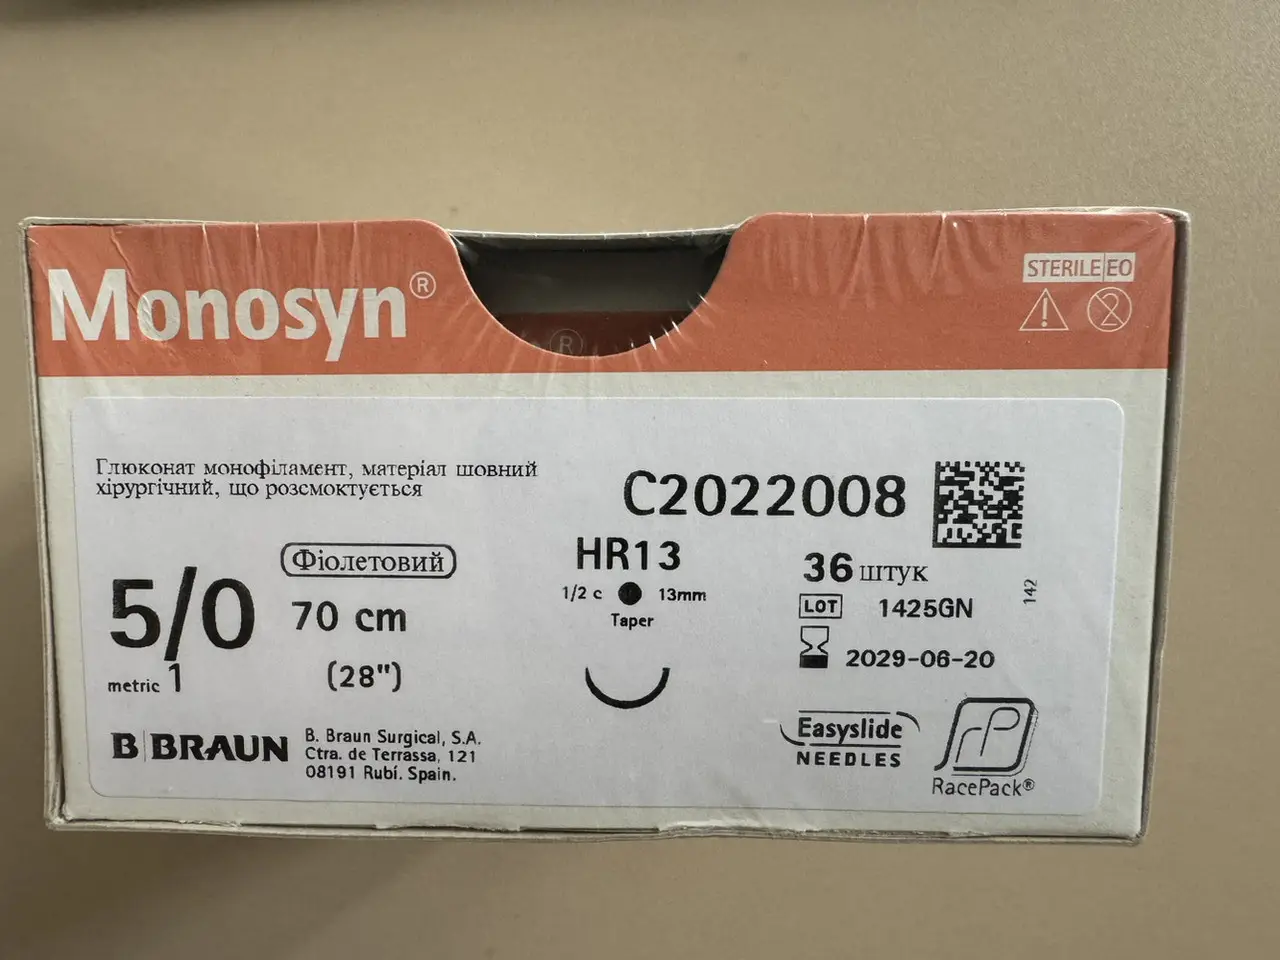 Monosyn®
STERILE EO
2
®
Глюконат монофіламент, матеріал шовний
хірургічний, що розсмоктується
C2022008
Фіолетовий
HR13
36 штук
5/0
70 cm
1/2 c 13mm
LOT 1425GN
142
Taper
2029-06-20
metric 1
(28")
B|BRAUN
B. Braun Surgical, S.A.
Ctra. de Terrassa, 121
08191 Rubí. Spain.
Easyslide
NEEDLES
rP
RacePack®